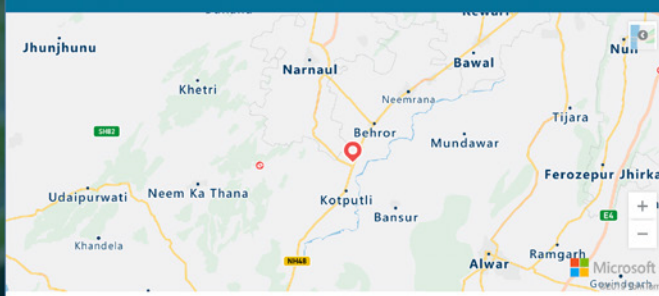 Rewari
Jhunjhunu
Nuh
Narnaul
Bawal
Khetri
Neemrana
Tijara
SH82
Behror
Mundawar
Ferozepur Jhirka
Udaipurwati
Neem Ka Thana
Kotputli
Bansur
E4
+
Khandela
−
NH48
Alwar
Ramgarh
Microsoft
Govindgarh